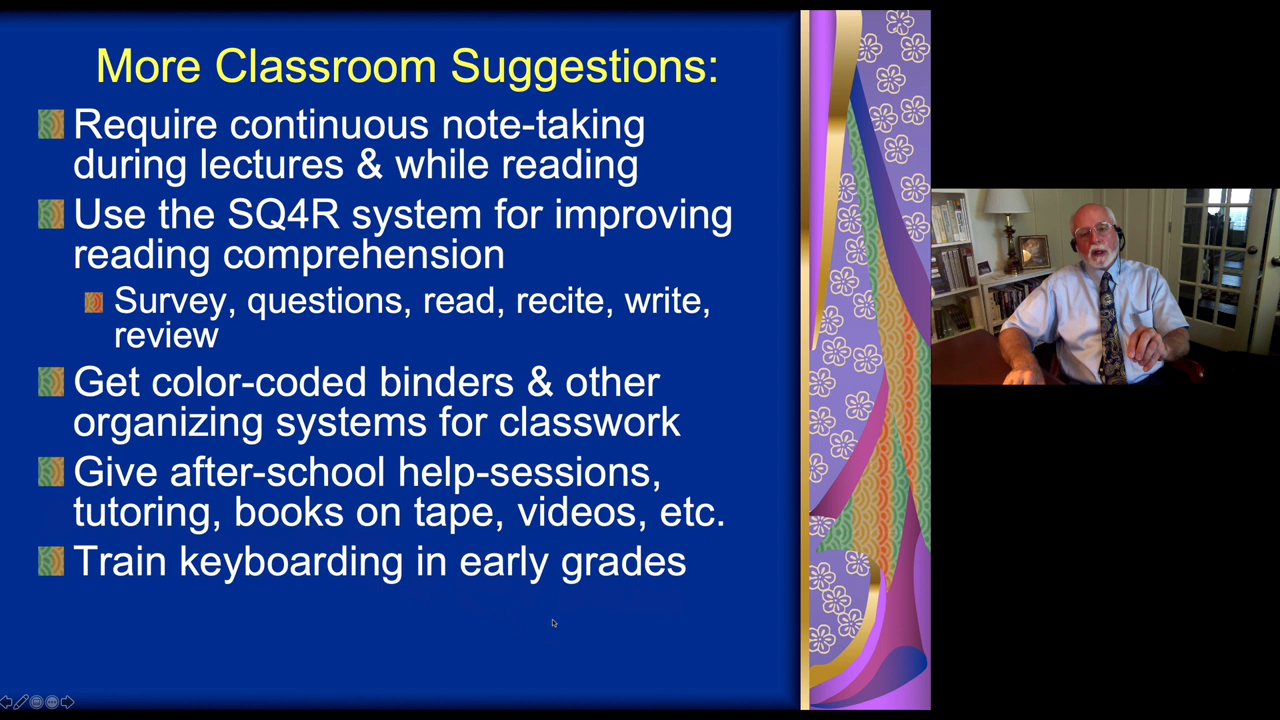 More Classroom Suggestions:
Require continuous note-taking
during lectures & while reading
Use the SQ4R system for improving
reading comprehension
Survey, questions, read, recite, write,
review
Get color-coded binders & other
organizing systems for classwork
Give after-school help-sessions,
tutoring, books on tape, videos, etc.
Train keyboarding in early grades